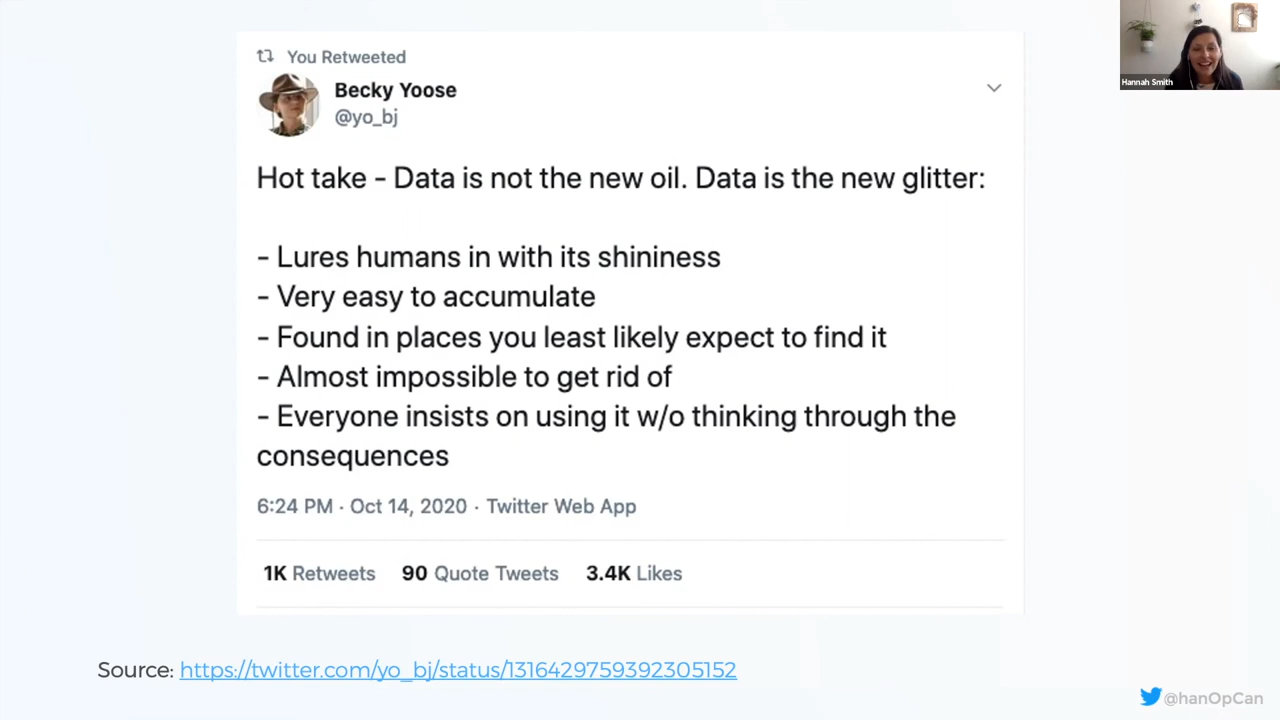 You Retweeted
Becky Yoose
@yo_bj
Hot take - Data is not the new oil. Data is the new glitter:
- Lures humans in with its shininess
- Very easy to accumulate
- Found in places you least likely expect to find it
- Almost impossible to get rid of
- Everyone insists on using it w/o thinking through the
consequences
6:24 PM · Oct 14, 2020 · Twitter Web App
1K Retweets 90 Quote Tweets 3.4K Likes
Source: https://twitter.com/yo_bj/status/1316429759392305152
@hanOpCan
Hannah Smith